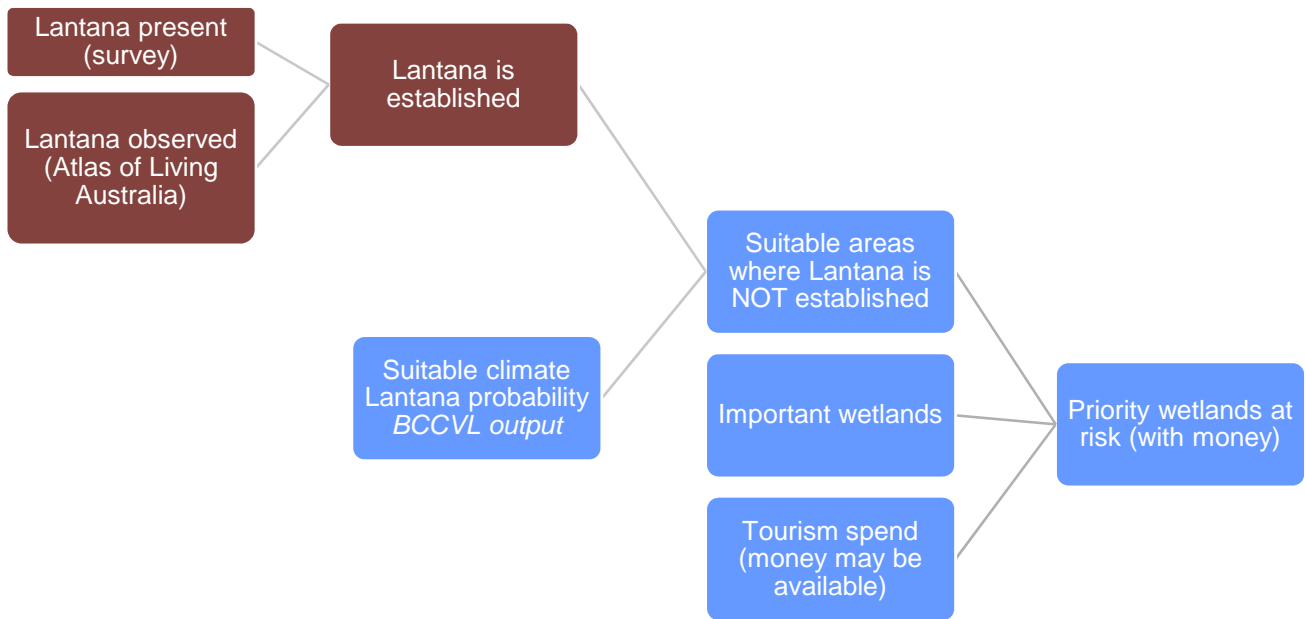 Lantana present
(survey)
Lantana observed
(Atlas of Living
Australia)
Lantana is
established
Suitable climate
Lantana probability
BCCVL output
Suitable areas
where Lantana is
NOT established
Important wetlands
Tourism spend
(money may be
available)
Priority wetlands at
risk (with money)